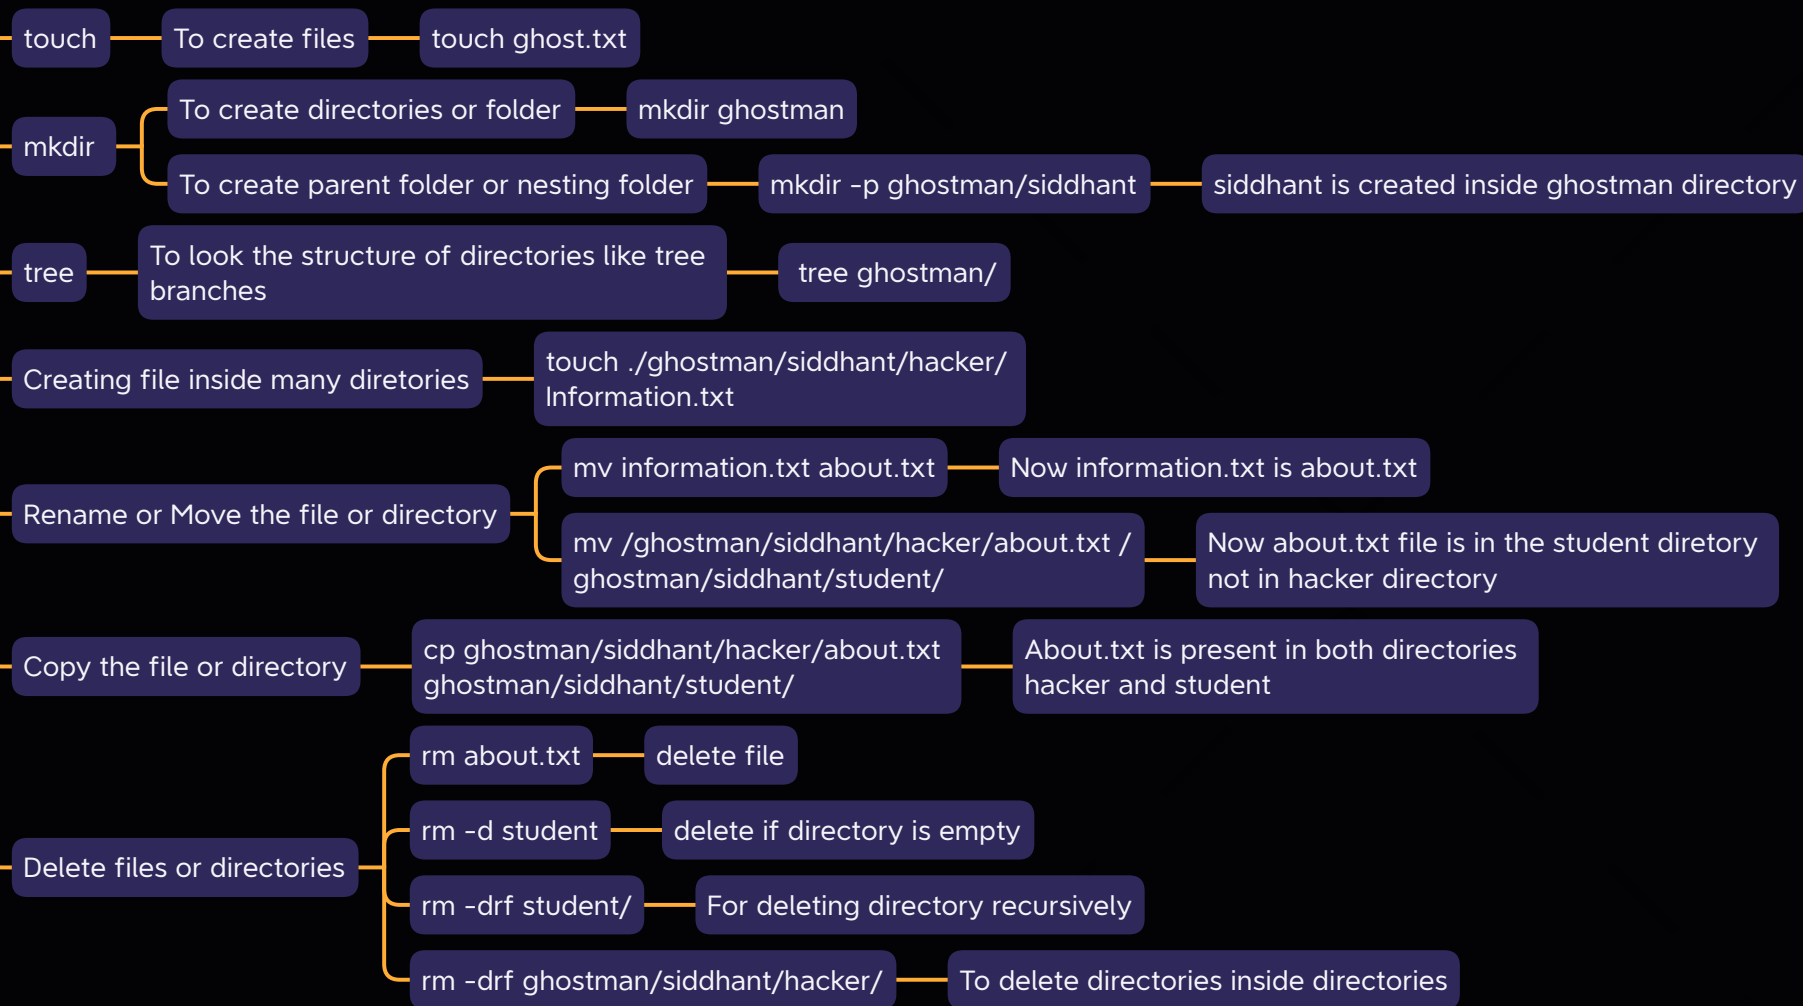 touch
To create files
touch ghost.txt
mkdir
To create directories or folder
mkdir ghostman
To create parent folder or nesting folder
mkdir -p ghostman/siddhant
siddhant is created inside ghostman directory
tree
To look the structure of directories like tree
branches
tree ghostman/
Creating file inside many diretories
touch ./ghostman/siddhant/hacker/
Information.txt
Rename or Move the file or directory
mv information.txt about.txt
Now information.txt is about.txt
mv /ghostman/siddhant/hacker/about.txt /
ghostman/siddhant/student/
Now about.txt file is in the student diretory
not in hacker directory
Copy the file or directory
cp ghostman/siddhant/hacker/about.txt
ghostman/siddhant/student/
About.txt is present in both directories
hacker and student
Delete files or directories
rm about.txt
delete file
rm -d student
delete if directory is empty
rm -drf student/
For deleting directory recursively
rm -drf ghostman/siddhant/hacker/
To delete directories inside directories